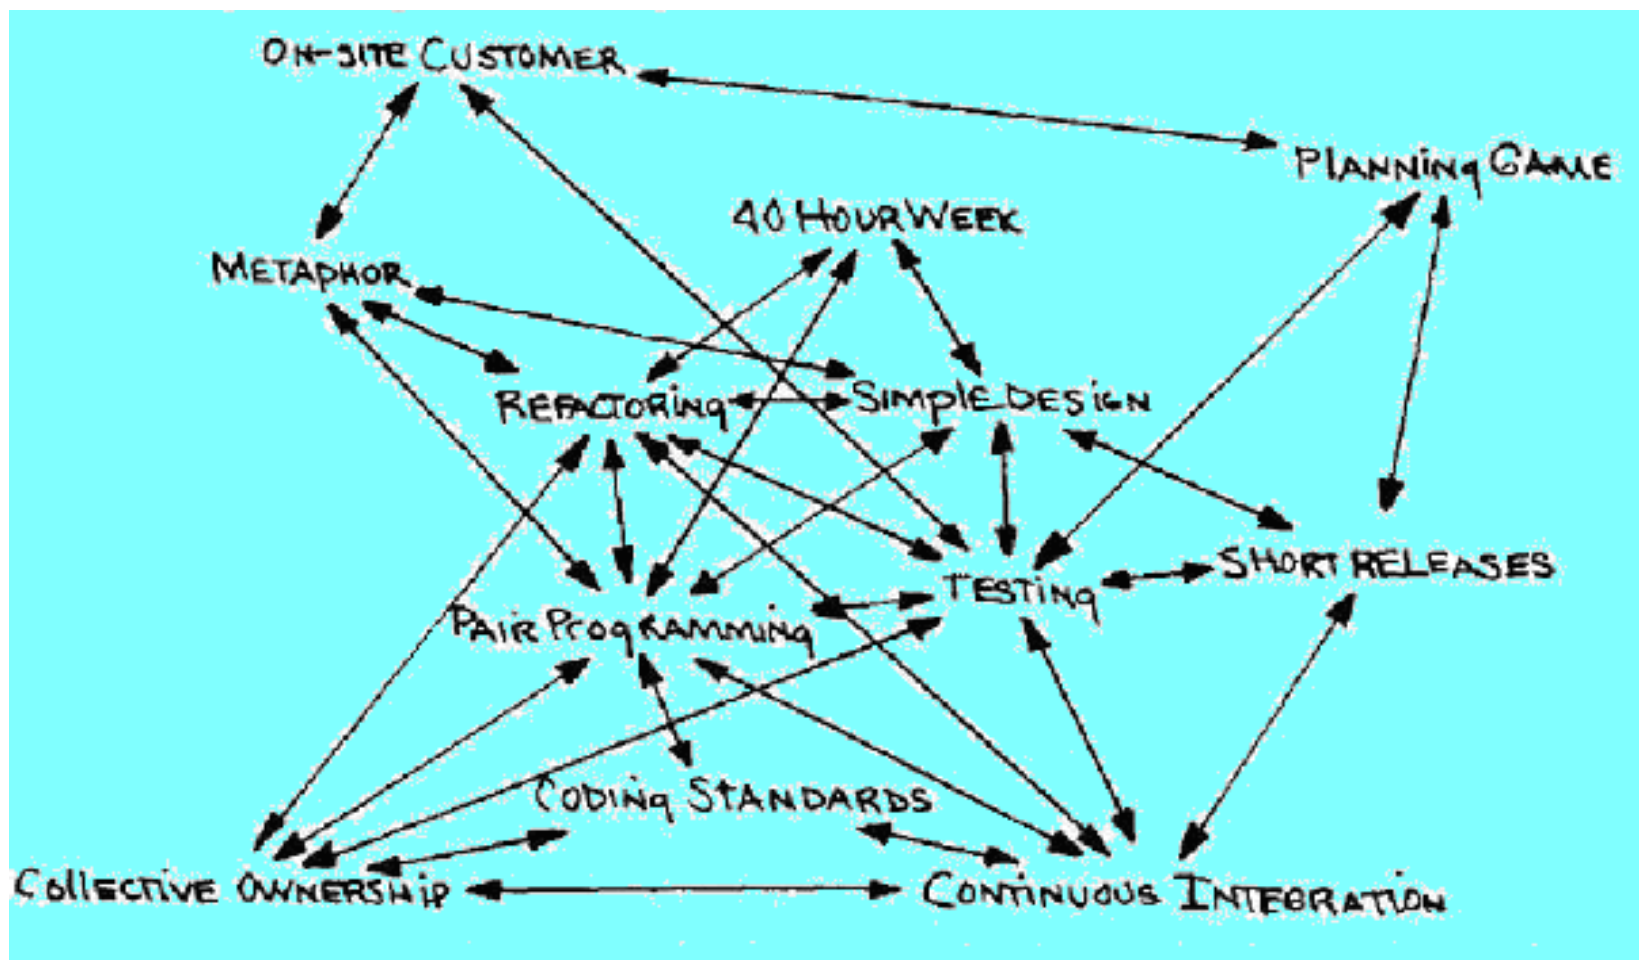 ON-SITE CUSTOMER
PLANNING GAME
40 HOUR WEEK
METAPHOR
REFACTORING
SIMPLE DESIGN
SHORT RELEASES
TESTING
PAIR PROGRAMMING
CODING STANDARDS
COLLECTIVE OWNERSHIP
CONTINUOUS INTEGRATION